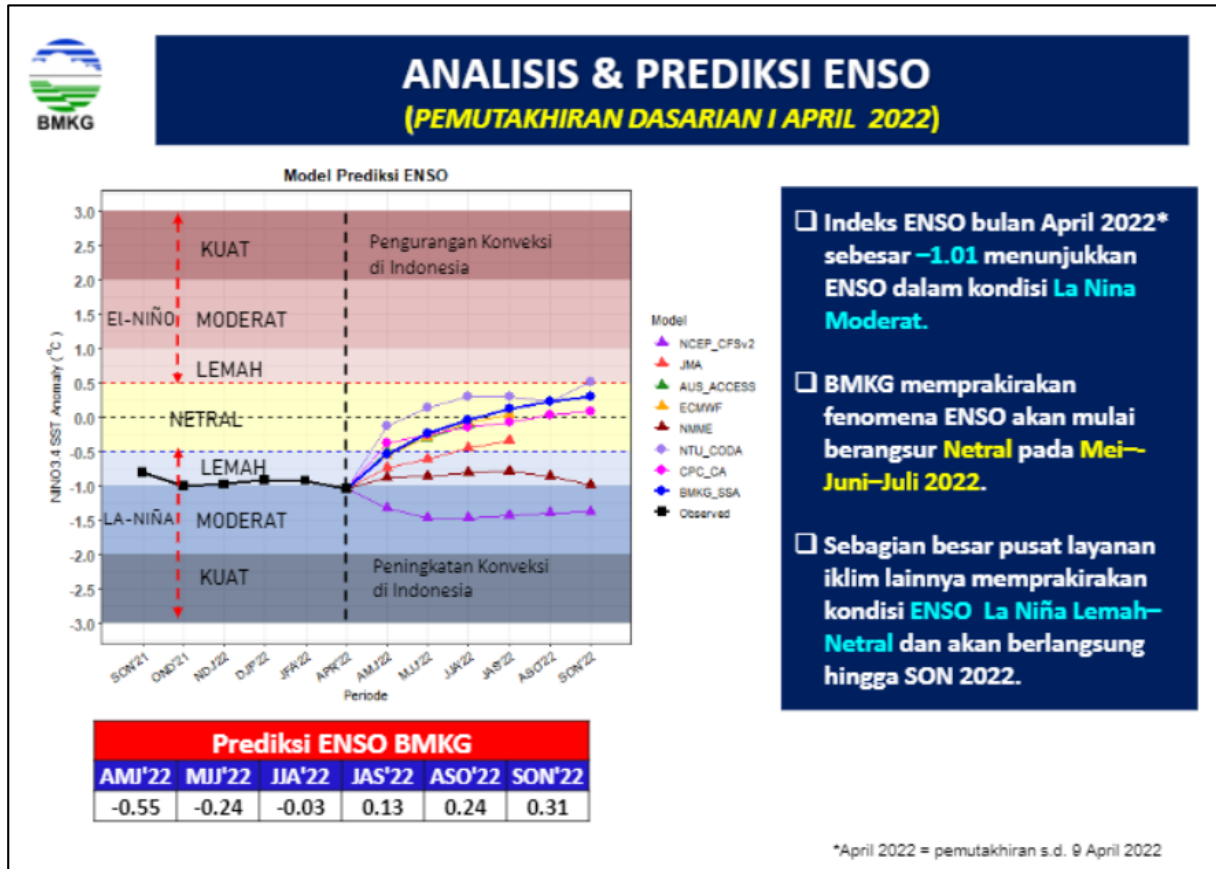 BMKG
ANALISIS & PREDIKSI ENSO
(PEMUTAKHIRAN DASARIAN I APRIL 2022)
Model Prediksi ENSO
NINO3.4 SST Anomaly (°C)
3.0
2.5
2.0
1.5
1.0
0.5
0.0
-0.5
-1.0
-1.5
-2.0
-2.5
-3.0
KUAT
Pengurangan Konveksi
di Indonesia
El-NIÑO
MODERAT
LEMAH
NETRAL
LEMAH
LA-NIÑA
MODERAT
KUAT
Peningkatan Konveksi
di Indonesia
SON'21
OND'21
NDJ'22
DJF'22
JFA'22
APR'22
AMJ'22
MJJ'22
JJA'22
JAS'22
ASO'22
SON'22
Periode
Model
NCEP_CFSv2
JMA
AUS_ACCESS
ECMWF
NMME
NTU_CODA
CPC_CA
BMKG_SSA
Observed
Prediksi ENSO BMKG
AMJ'22 MJJ'22 JJA'22 JAS'22 ASO'22 SON'22
-0.55 -0.24 -0.03 0.13 0.24 0.31
Indeks ENSO bulan April 2022*
sebesar –1.01 menunjukkan
ENSO dalam kondisi La Nina
Moderat.
BMKG memprakirakan
fenomena ENSO akan mulai
berangsur Netral pada Mei–-
Juni–Juli 2022.
Sebagian besar pusat layanan
iklim lainnya memprakirakan
kondisi ENSO La Niña Lemah–
Netral dan akan berlangsung
hingga SON 2022.
*April 2022 = pemutakhiran s.d. 9 April 2022